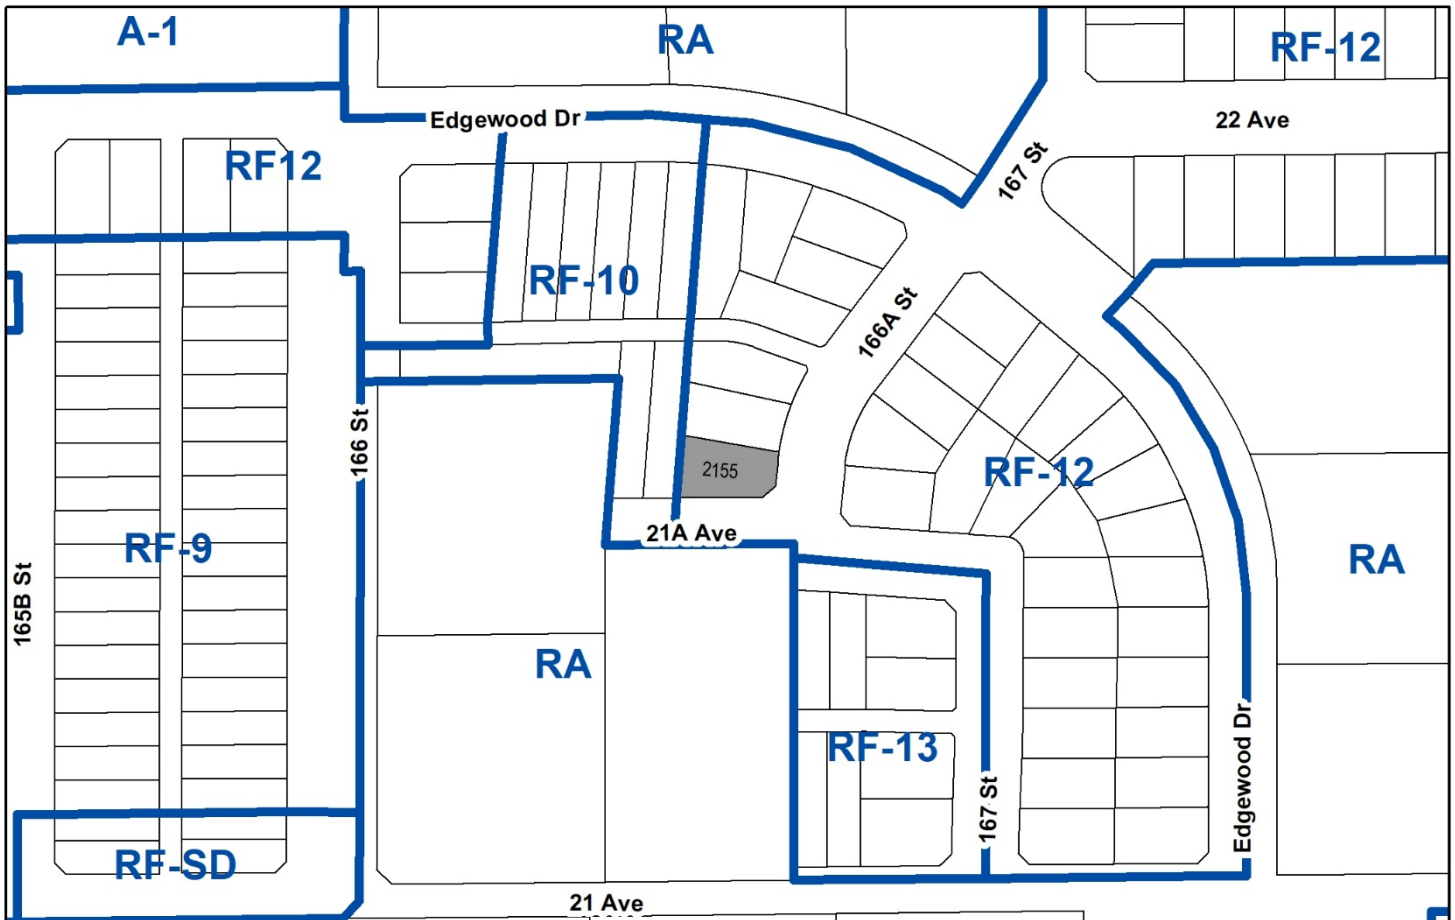 A-1
RA
RF-12
Edgewood Dr
22 Ave
RF12
167 St
RF-10
166A St
166 St
2155
RF-12
21A Ave
RF-9
RA
165B St
RA
RF-13
Edgewood Dr
167 St
RF-SD
21 Ave